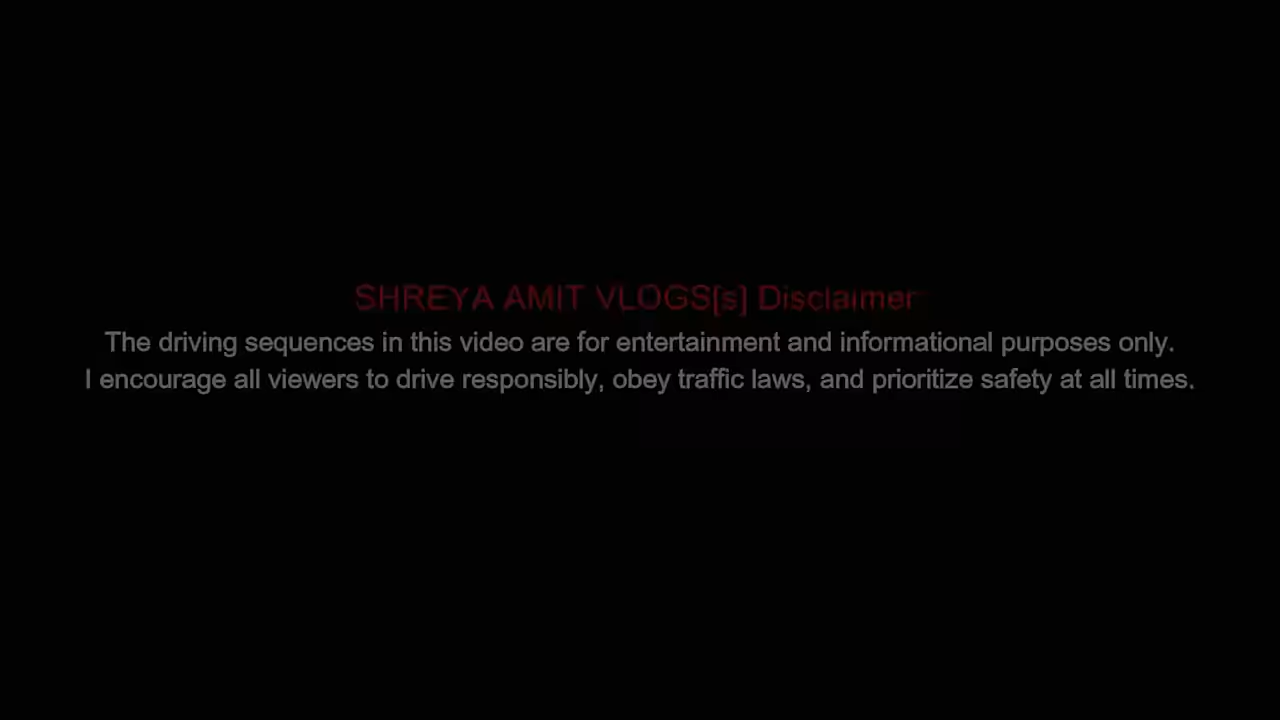 SHREYA AMIT VLOGS[s] Disclaimer
The driving sequences in this video are for entertainment and informational purposes only.
I encourage all viewers to drive responsibly, obey traffic laws, and prioritize safety at all times.